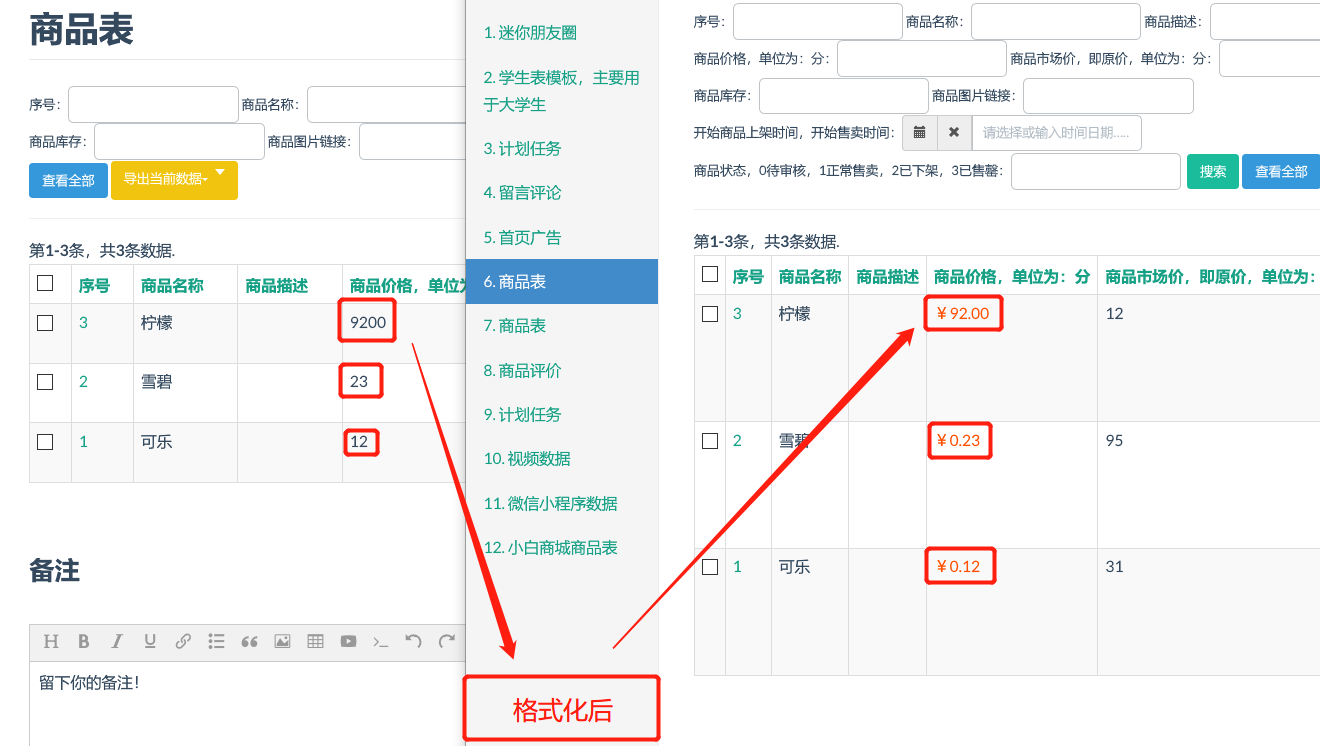 商品表
序号： 商品名称：
商品库存： 商品图片链接：
查看全部 导出当前数据
第1-3条，共3条数据.
序号 商品名称 商品描述 商品价格，单位为
3 柠檬 9200
2 雪碧 23
1 可乐 12
备注
H B I U
留下你的备注！
1. 迷你朋友圈
2. 学生表模板，主要用
于大学生
3. 计划任务
4. 留言评论
5. 首页广告
6. 商品表
7. 商品表
8. 商品评价
9. 计划任务
10. 视频数据
11. 微信小程序数据
12. 小白商城商品表
格式化后
序号： 商品名称： 商品描述：
商品价格，单位为：分： 商品市场价，即原价，单位为：分：
商品库存： 商品图片链接：
开始商品上架时间，开始售卖时间： 请选择或输入时间日期.....
商品状态，0待审核，1正常售卖，2已下架，3已售罄： 搜索 查看全部
第1-3条，共3条数据.
序号 商品名称 商品描述 商品价格，单位为：分 商品市场价，即原价，单位为：
3 柠檬 ￥92.00 12
2 雪碧 ￥0.23 95
1 可乐 ￥0.12 31